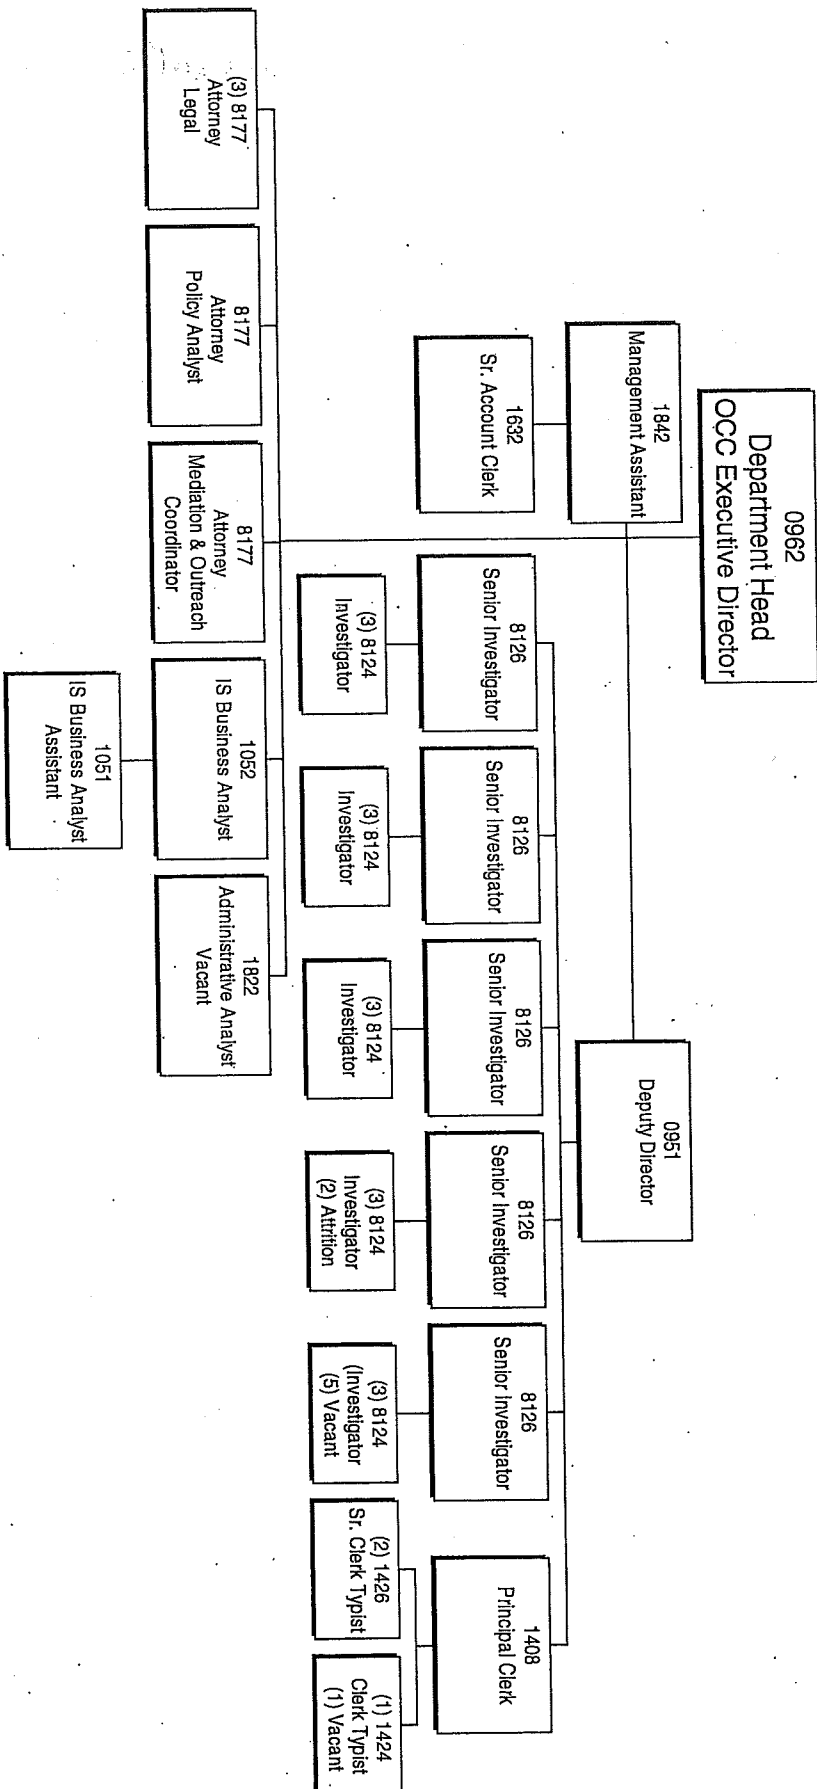 0962
Department Head
OCC Executive Director
1842
Management Assistant
0951
Deputy Director
1632
Sr. Account Clerk
8126
Senior Investigator
8126
Senior Investigator
8126
Senior Investigator
8126
Senior Investigator
8126
Senior Investigator
1408
Principal Clerk
(3) 8124
Investigator
(3) 8124
Investigator
(3) 8124
Investigator
(3) 8124
Investigator
(2) Attrition
(3) 8124
(Investigator
(5) Vacant
(2) 1426
Sr. Clerk Typist
(1) 1424
Clerk Typist
(1) Vacant
(3) 8177
Attorney
Legal
8177
Attorney
Policy Analyst
8177
Attorney
Mediation & Outreach
Coordinator
1052
IS Business Analyst
1822
Administrative Analyst
Vacant
1051
IS Business Analyst
Assistant